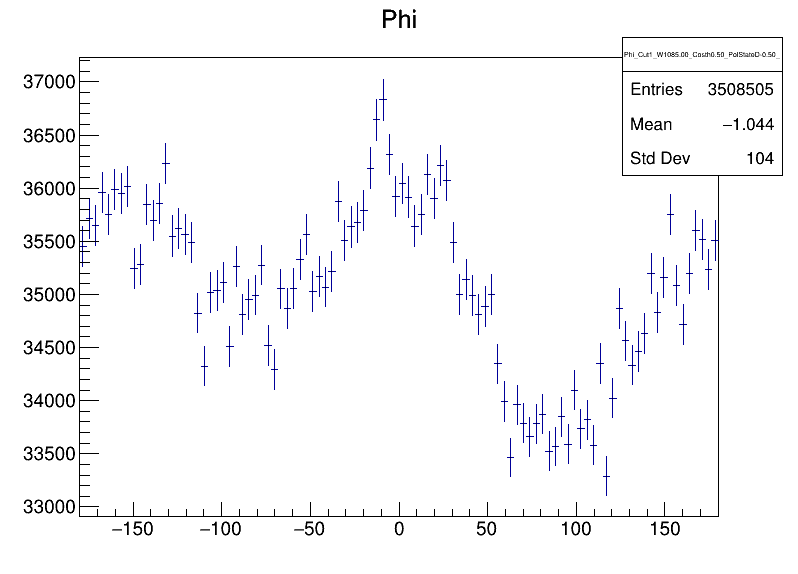 Phi
Phi_Cut1_W1085.00_Costh0.50_PolStateD-0.50_
Entries 3508505
Mean −1.044
Std Dev 104
37000
36500
36000
35500
35000
34500
34000
33500
33000
−150 −100 −50 0 50 100 150